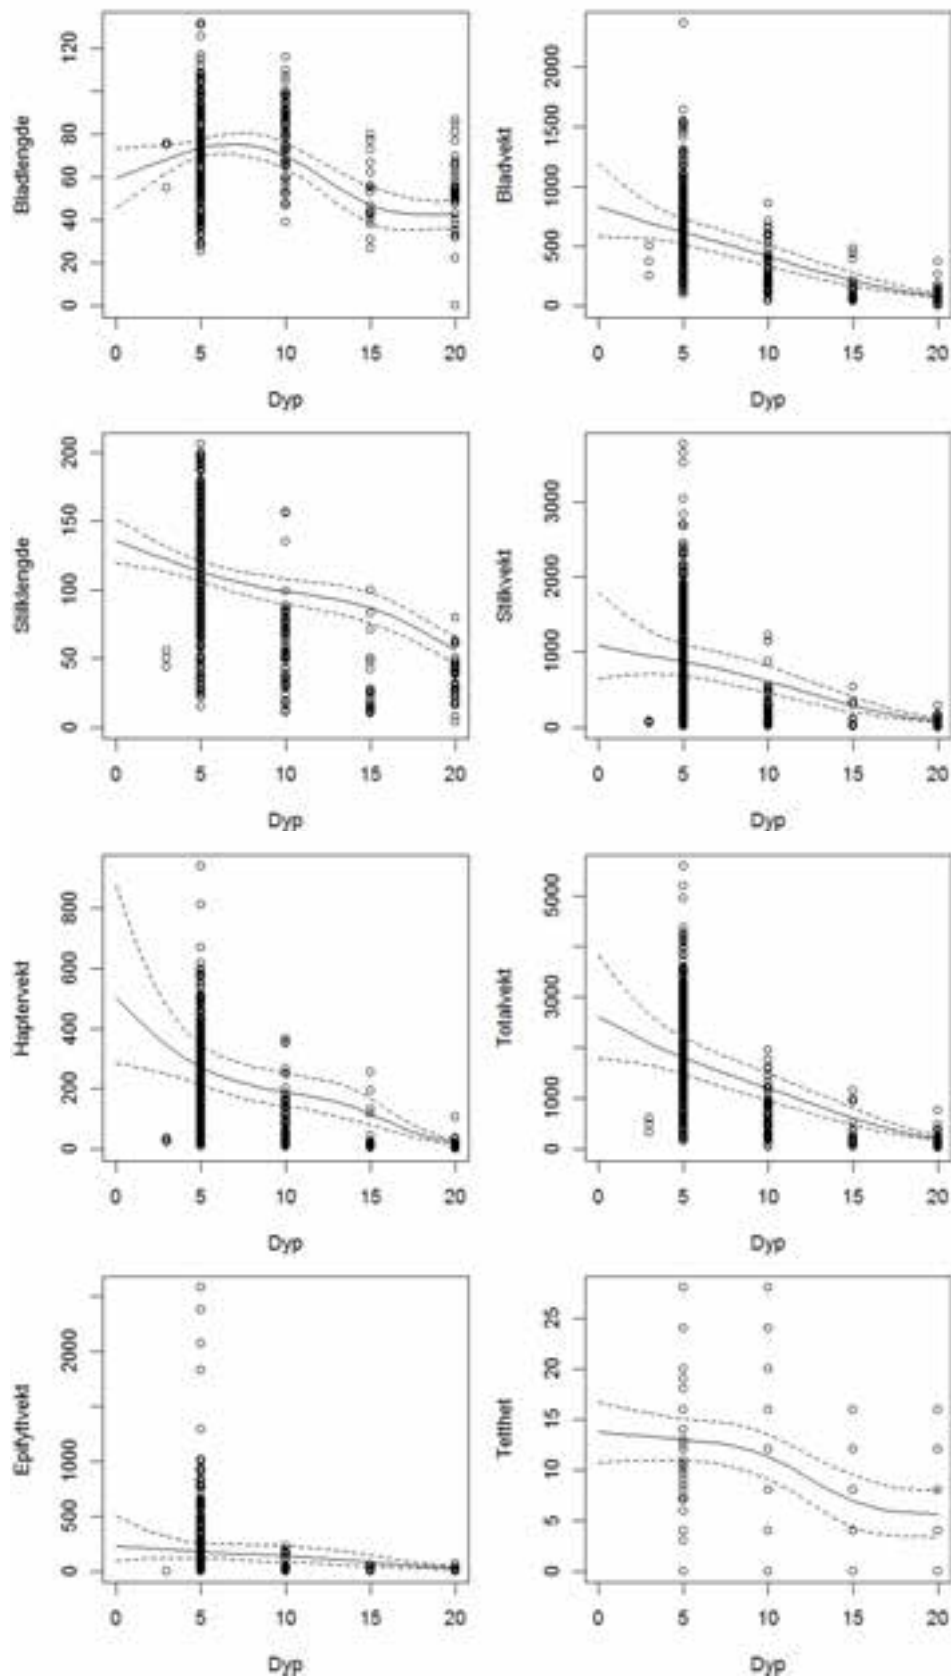 Bladlengde
0 20 40 60 80 120
0 5 10 15 20
Dyp
Bladvekt
0 500 1000 1500 2000
0 5 10 15 20
Dyp
Stilklengde
0 50 100 150 200
0 5 10 15 20
Dyp
Stilkvekt
0 1000 2000 3000
0 5 10 15 20
Dyp
Haptervekt
0 200 400 600 800
0 5 10 15 20
Dyp
Totalvekt
0 1000 3000 5000
0 5 10 15 20
Dyp
Epifyttvekt
0 500 1000 2000
0 5 10 15 20
Dyp
Tetthet
0 5 10 15 20 25
0 5 10 15 20
Dyp